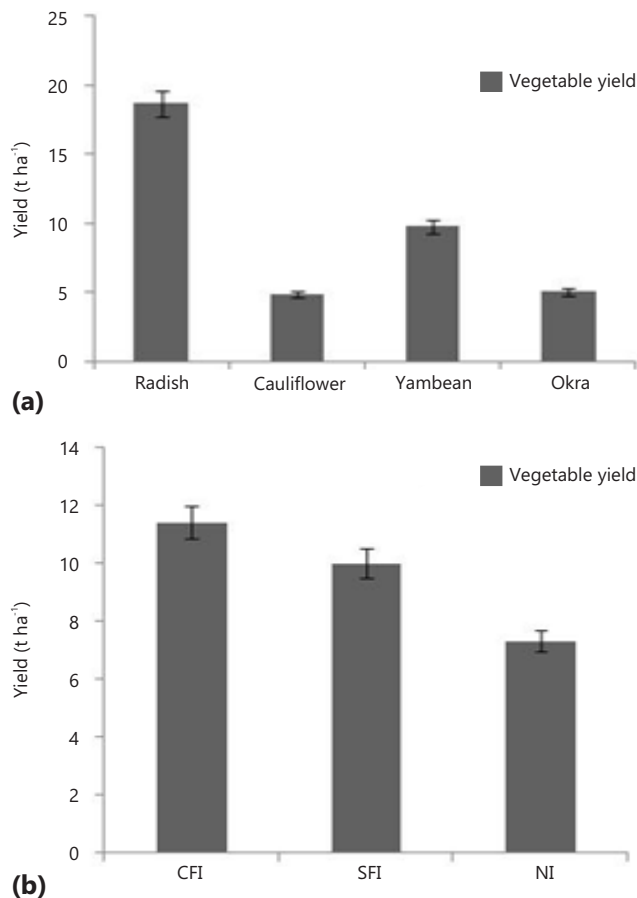 25
20
15
10
5
0
Yield (t ha⁻¹)
Vegetable yield
Radish Cauliflower Yambean Okra
(a)
14
12
10
8
6
4
2
0
Yield (t ha⁻¹)
Vegetable yield
CFI SFI NI
(b)